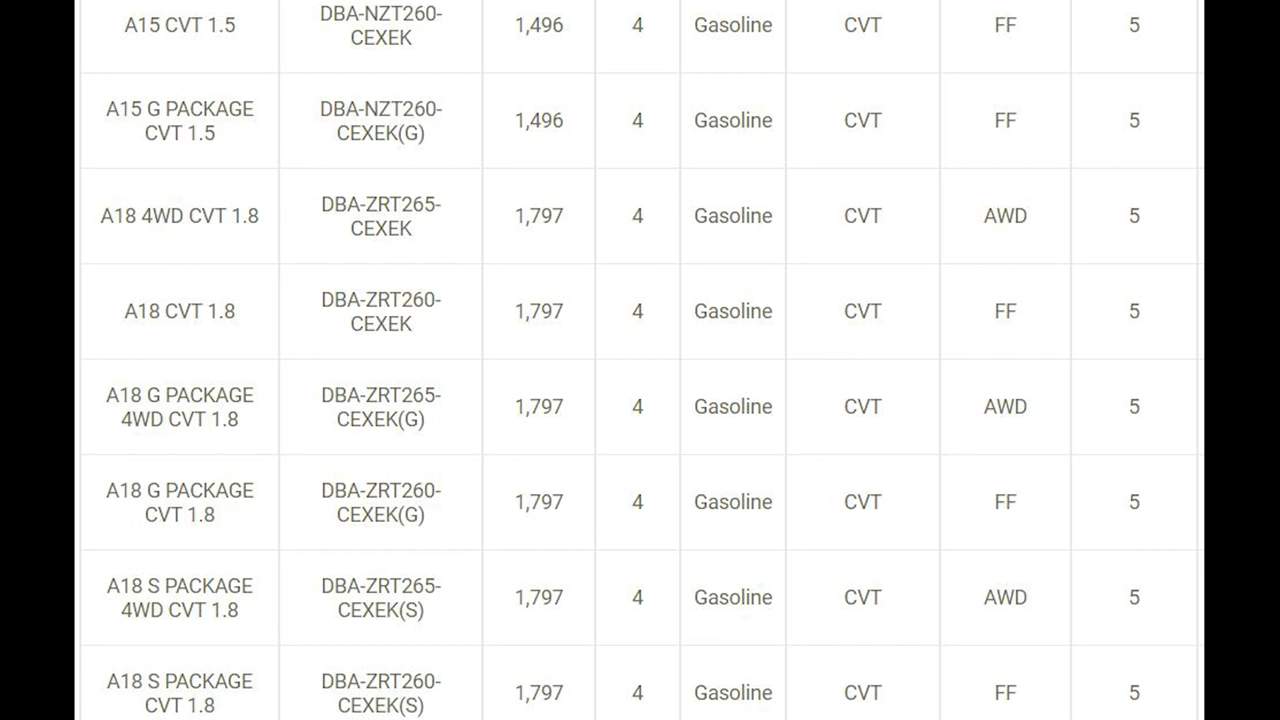 A15 CVT 1.5 DBA-NZT260-CEXEK 1,496 4 Gasoline CVT FF 5
A15 G PACKAGE CVT 1.5 DBA-NZT260-CEXEK(G) 1,496 4 Gasoline CVT FF 5
A18 4WD CVT 1.8 DBA-ZRT265-CEXEK 1,797 4 Gasoline CVT AWD 5
A18 CVT 1.8 DBA-ZRT260-CEXEK 1,797 4 Gasoline CVT FF 5
A18 G PACKAGE 4WD CVT 1.8 DBA-ZRT265-CEXEK(G) 1,797 4 Gasoline CVT AWD 5
A18 G PACKAGE CVT 1.8 DBA-ZRT260-CEXEK(G) 1,797 4 Gasoline CVT FF 5
A18 S PACKAGE 4WD CVT 1.8 DBA-ZRT265-CEXEK(S) 1,797 4 Gasoline CVT AWD 5
A18 S PACKAGE CVT 1.8 DBA-ZRT260-CEXEK(S) 1,797 4 Gasoline CVT FF 5